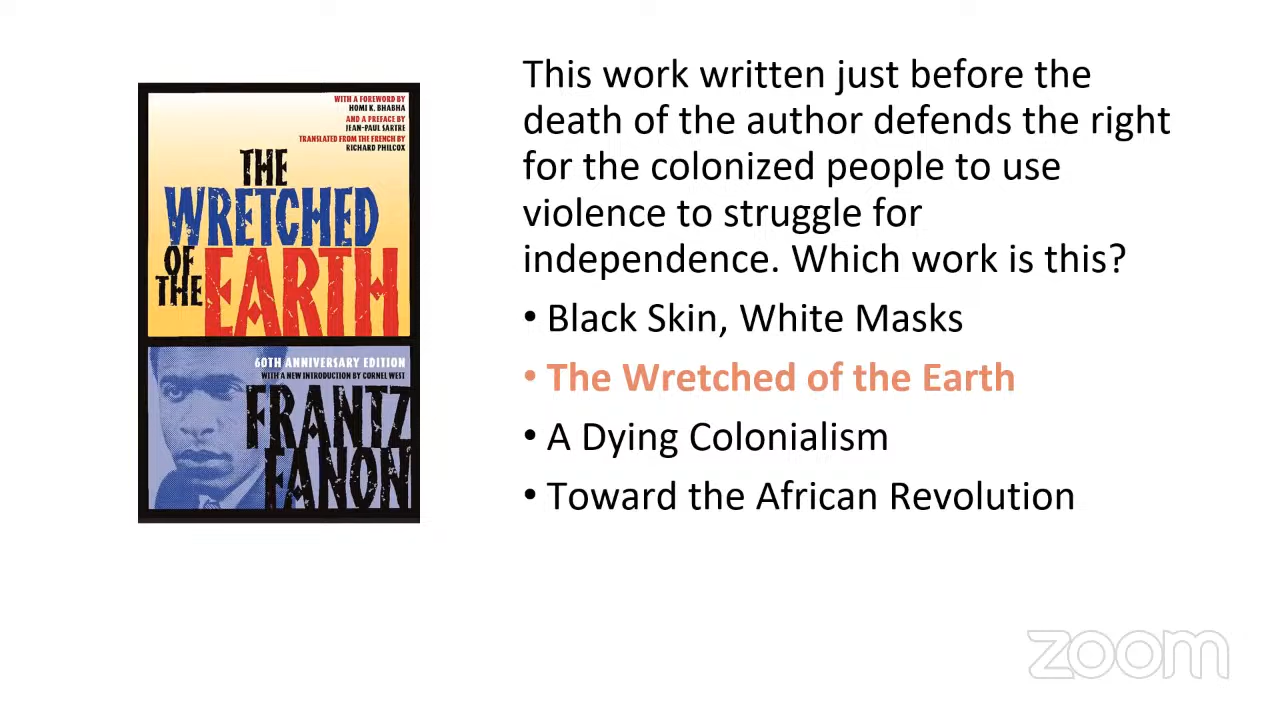 WITH A FOREWORD BY
HOMI K. BHABHA
AND A PREFACE BY
JEAN-PAUL SARTRE
TRANSLATED FROM THE FRENCH BY
RICHARD PHILCOX
THE
WRETCHED
OF
THE
EARTH
60TH ANNIVERSARY EDITION
WITH A NEW INTRODUCTION BY CORNEL WEST
FRANTZ
FANON
This work written just before the
death of the author defends the right
for the colonized people to use
violence to struggle for
independence. Which work is this?
• Black Skin, White Masks
• The Wretched of the Earth
• A Dying Colonialism
• Toward the African Revolution
zoom